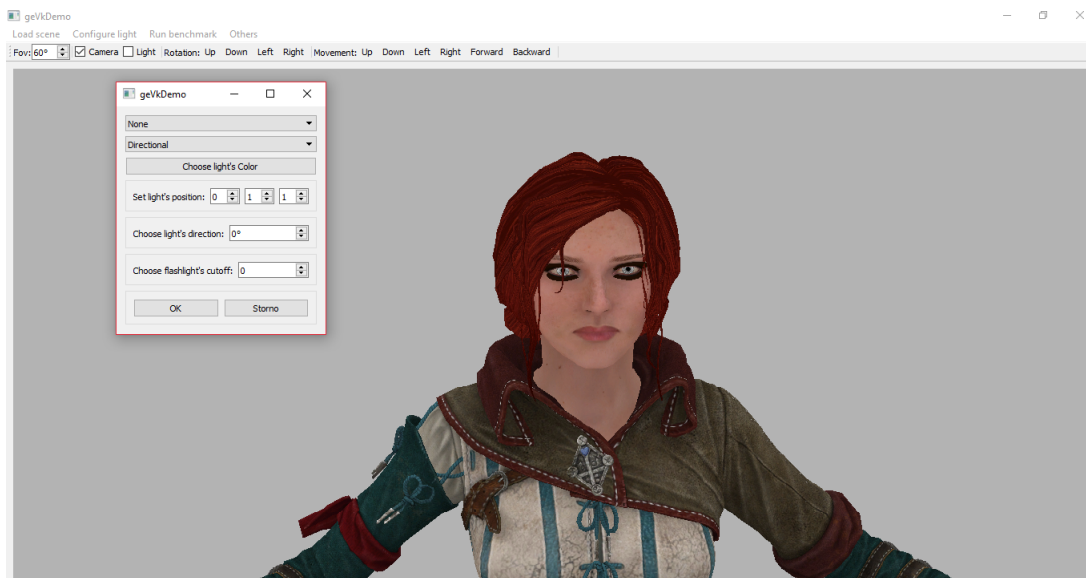 geVkDemo
Load scene Configure light Run benchmark Others
Fov: 60° Camera Light Rotation: Up Down Left Right Movement: Up Down Left Right Forward Backward
geVkDemo
None
Directional
Choose light's Color
Set light's position: 0 1 1
Choose light's direction: 0°
Choose flashlight's cutoff: 0
OK Storno